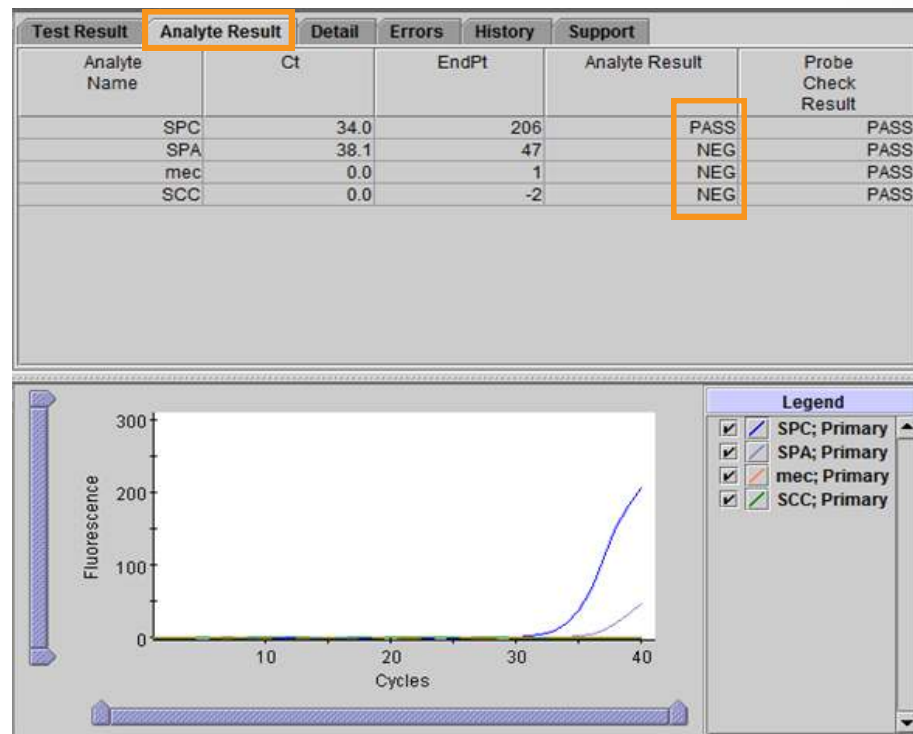 Test Result Analyte Result Detail Errors History Support
Analyte Name Ct EndPt Analyte Result Probe Check Result
SPC 34.0 206 PASS PASS
SPA 38.1 47 NEG PASS
mec 0.0 1 NEG PASS
SCC 0.0 -2 NEG PASS
Legend
SPC; Primary
SPA; Primary
mec; Primary
SCC; Primary
Fluorescence
300
200
100
0
10 20 30 40
Cycles